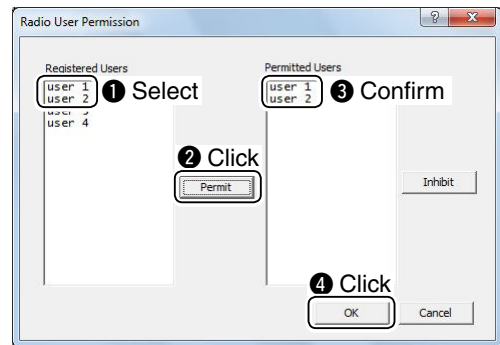 Radio User Permission
Registered Users
Permitted Users
user 1
user 2
user 4
❶ Select
user 1
user 2
❸ Confirm
❷ Click
Permit
Inhibit
❹ Click
OK
Cancel